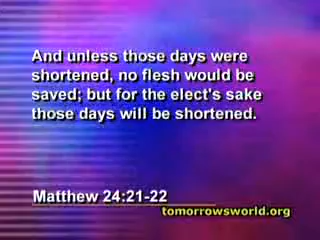 And unless those days were
shortened, no flesh would be
saved; but for the elect's sake
those days will be shortened.
Matthew 24:21-22
tomorrowsworld.org